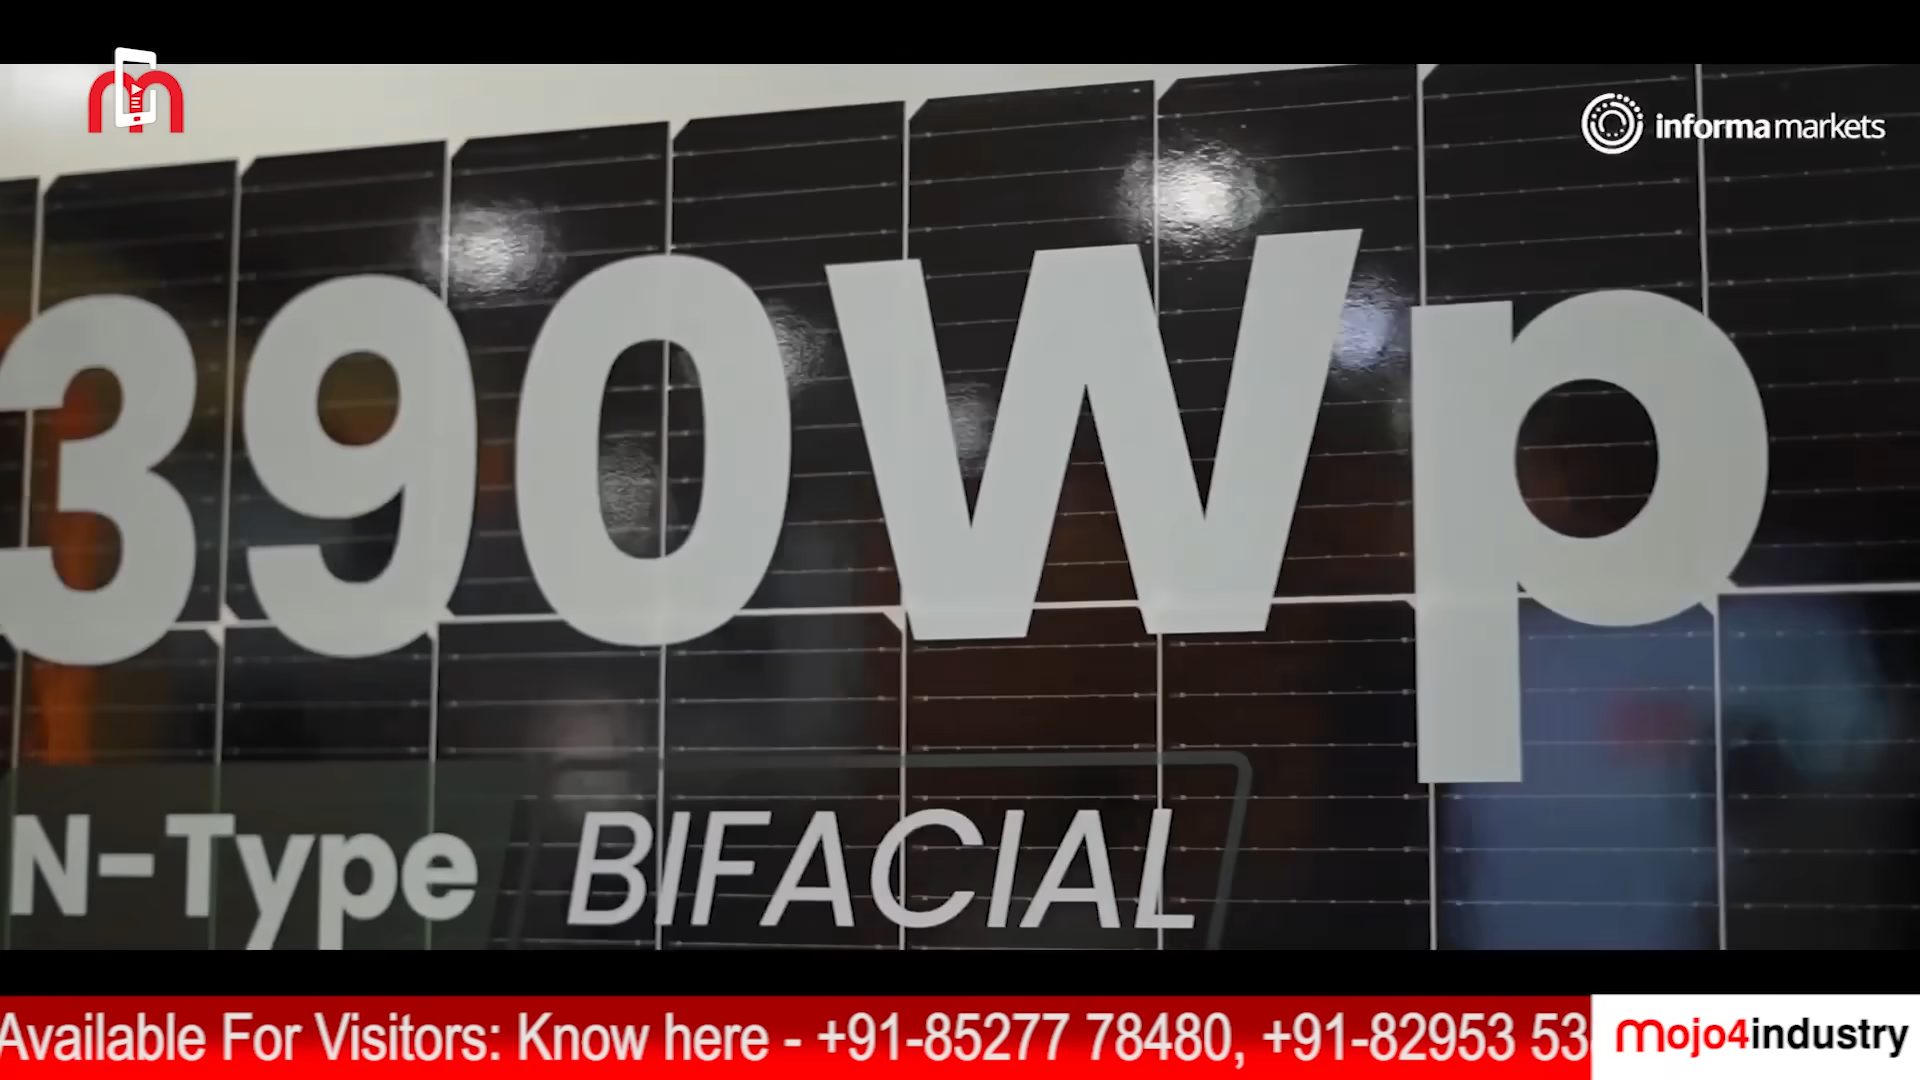 informa markets
390Wp
N-Type BIFACIAL
Available For Visitors: Know here - +91-85277 78480, +91-82953 53
mojo4industry